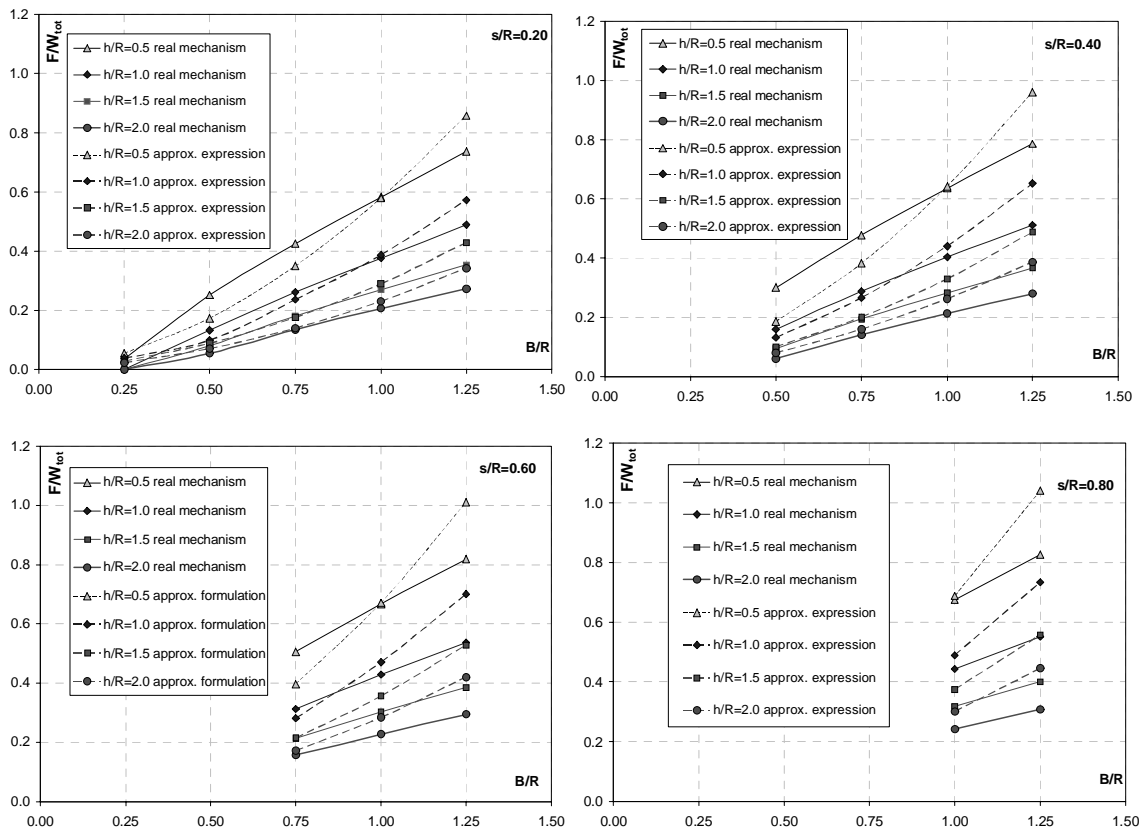 F/Wtot
s/R=0.20
h/R=0.5 real mechanism
h/R=1.0 real mechanism
h/R=1.5 real mechanism
h/R=2.0 real mechanism
h/R=0.5 approx. expression
h/R=1.0 approx. expression
h/R=1.5 approx. expression
h/R=2.0 approx. expression
1.2
1.0
0.8
0.6
0.4
0.2
0.0
B/R
0.00 0.25 0.50 0.75 1.00 1.25 1.50
F/Wtot
s/R=0.40
h/R=0.5 real mechanism
h/R=1.0 real mechanism
h/R=1.5 real mechanism
h/R=2.0 real mechanism
h/R=0.5 approx. expression
h/R=1.0 approx. expression
h/R=1.5 approx. expression
h/R=2.0 approx. expression
1.2
1.0
0.8
0.6
0.4
0.2
0.0
B/R
0.00 0.25 0.50 0.75 1.00 1.25 1.50
F/Wtot
s/R=0.60
h/R=0.5 real mechanism
h/R=1.0 real mechanism
h/R=1.5 real mechanism
h/R=2.0 real mechanism
h/R=0.5 approx. formulation
h/R=1.0 approx. formulation
h/R=1.5 approx. formulation
h/R=2.0 approx. formulation
1.2
1.0
0.8
0.6
0.4
0.2
0.0
B/R
0.00 0.25 0.50 0.75 1.00 1.25 1.50
F/Wtot
s/R=0.80
h/R=0.5 real mechanism
h/R=1.0 real mechanism
h/R=1.5 real mechanism
h/R=2.0 real mechanism
h/R=0.5 approx. expression
h/R=1.0 approx. expression
h/R=1.5 approx. expression
h/R=2.0 approx. expression
1.2
1.0
0.8
0.6
0.4
0.2
0.0
B/R
0.00 0.25 0.50 0.75 1.00 1.25 1.50